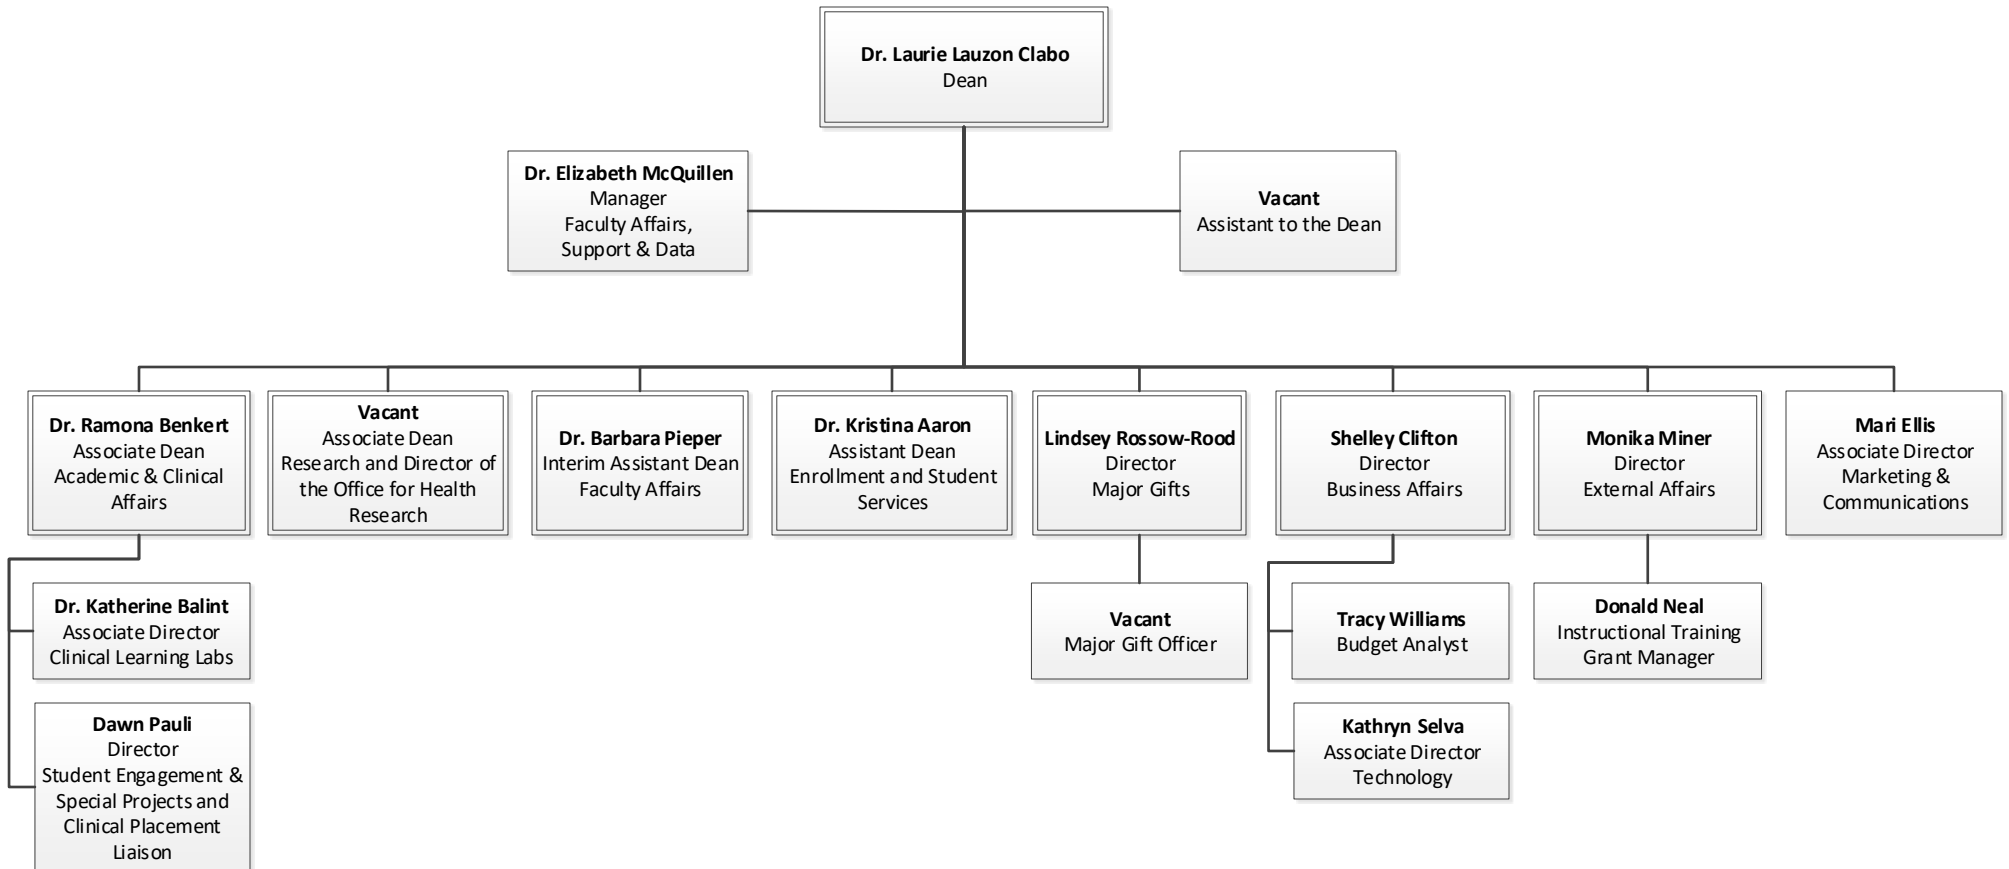 Dr. Laurie Lauzon Clabo
Dean
Dr. Elizabeth McQuillen
Manager
Faculty Affairs,
Support & Data
Vacant
Assistant to the Dean
Dr. Ramona Benkert
Associate Dean
Academic & Clinical
Affairs
Vacant
Associate Dean
Research and Director of
the Office for Health
Research
Dr. Barbara Pieper
Interim Assistant Dean
Faculty Affairs
Dr. Kristina Aaron
Assistant Dean
Enrollment and Student
Services
Lindsey Rossow-Rood
Director
Major Gifts
Shelley Clifton
Director
Business Affairs
Monika Miner
Director
External Affairs
Mari Ellis
Associate Director
Marketing &
Communications
Dr. Katherine Balint
Associate Director
Clinical Learning Labs
Vacant
Major Gift Officer
Tracy Williams
Budget Analyst
Donald Neal
Instructional Training
Grant Manager
Dawn Pauli
Director
Student Engagement &
Special Projects and
Clinical Placement
Liaison
Kathryn Selva
Associate Director
Technology